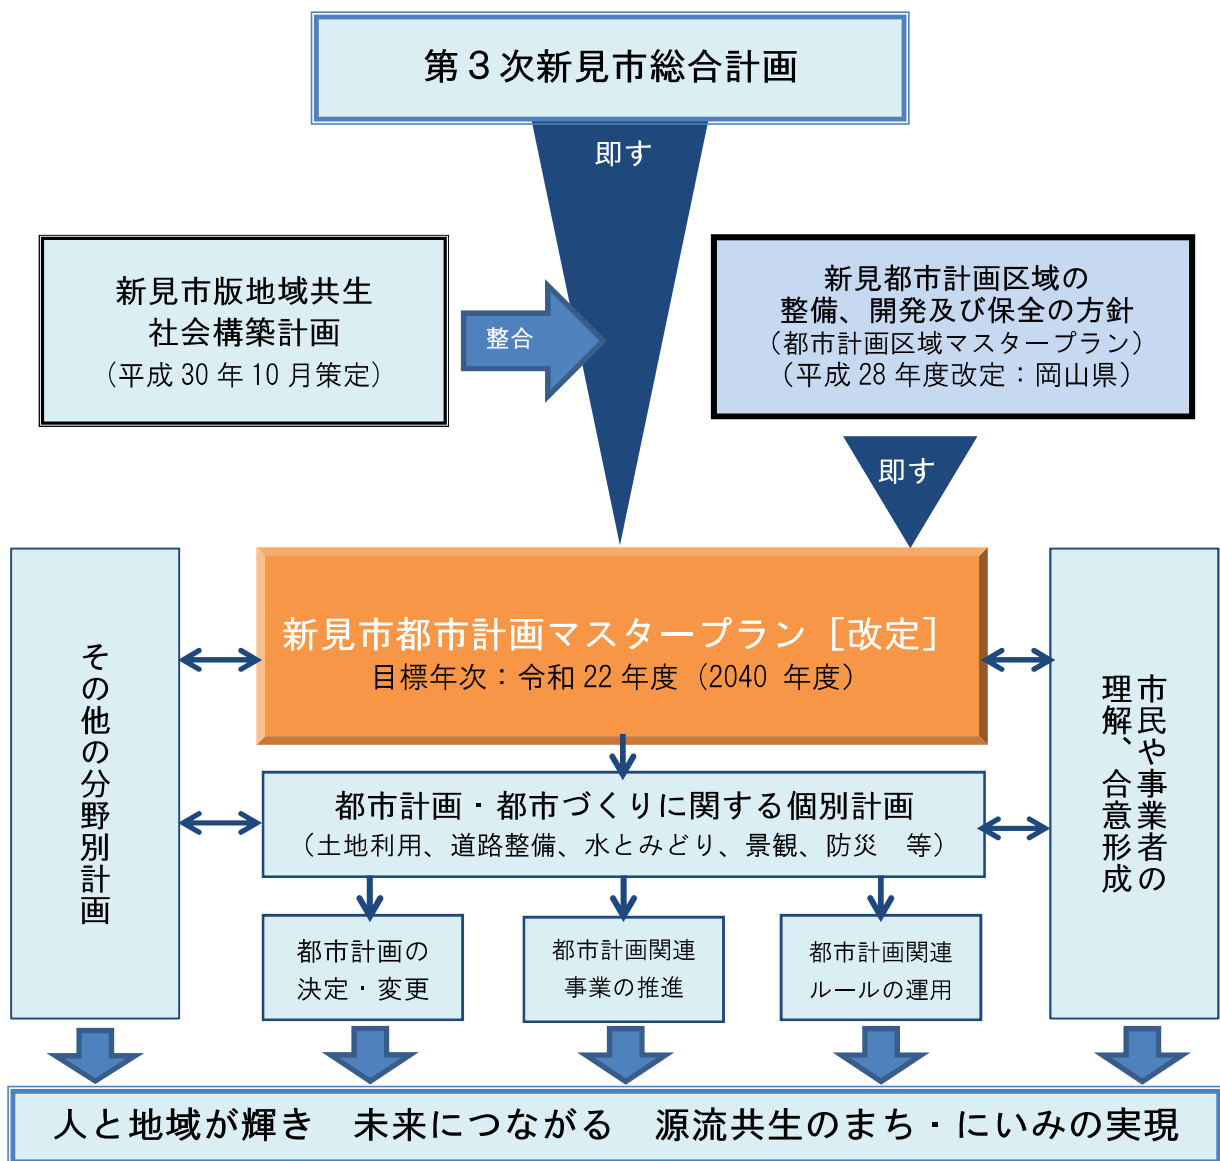 第３次新見市総合計画
即す
新見市版地域共生
社会構築計画
（平成 30 年 10 月策定）
整合
新見都市計画区域の
整備、開発及び保全の方針
（都市計画区域マスタープラン）
（平成 28 年度改定：岡山県）
即す
新見市都市計画マスタープラン［改定］
目標年次：令和 22 年度（2040 年度）
その他の分野別計画
市民や事業者の
理解、合意形成
都市計画・都市づくりに関する個別計画
（土地利用、道路整備、水とみどり、景観、防災　等）
都市計画の
決定・変更
都市計画関連
事業の推進
都市計画関連
ルールの運用
人と地域が輝き　未来につながる　源流共生のまち・にいみの実現